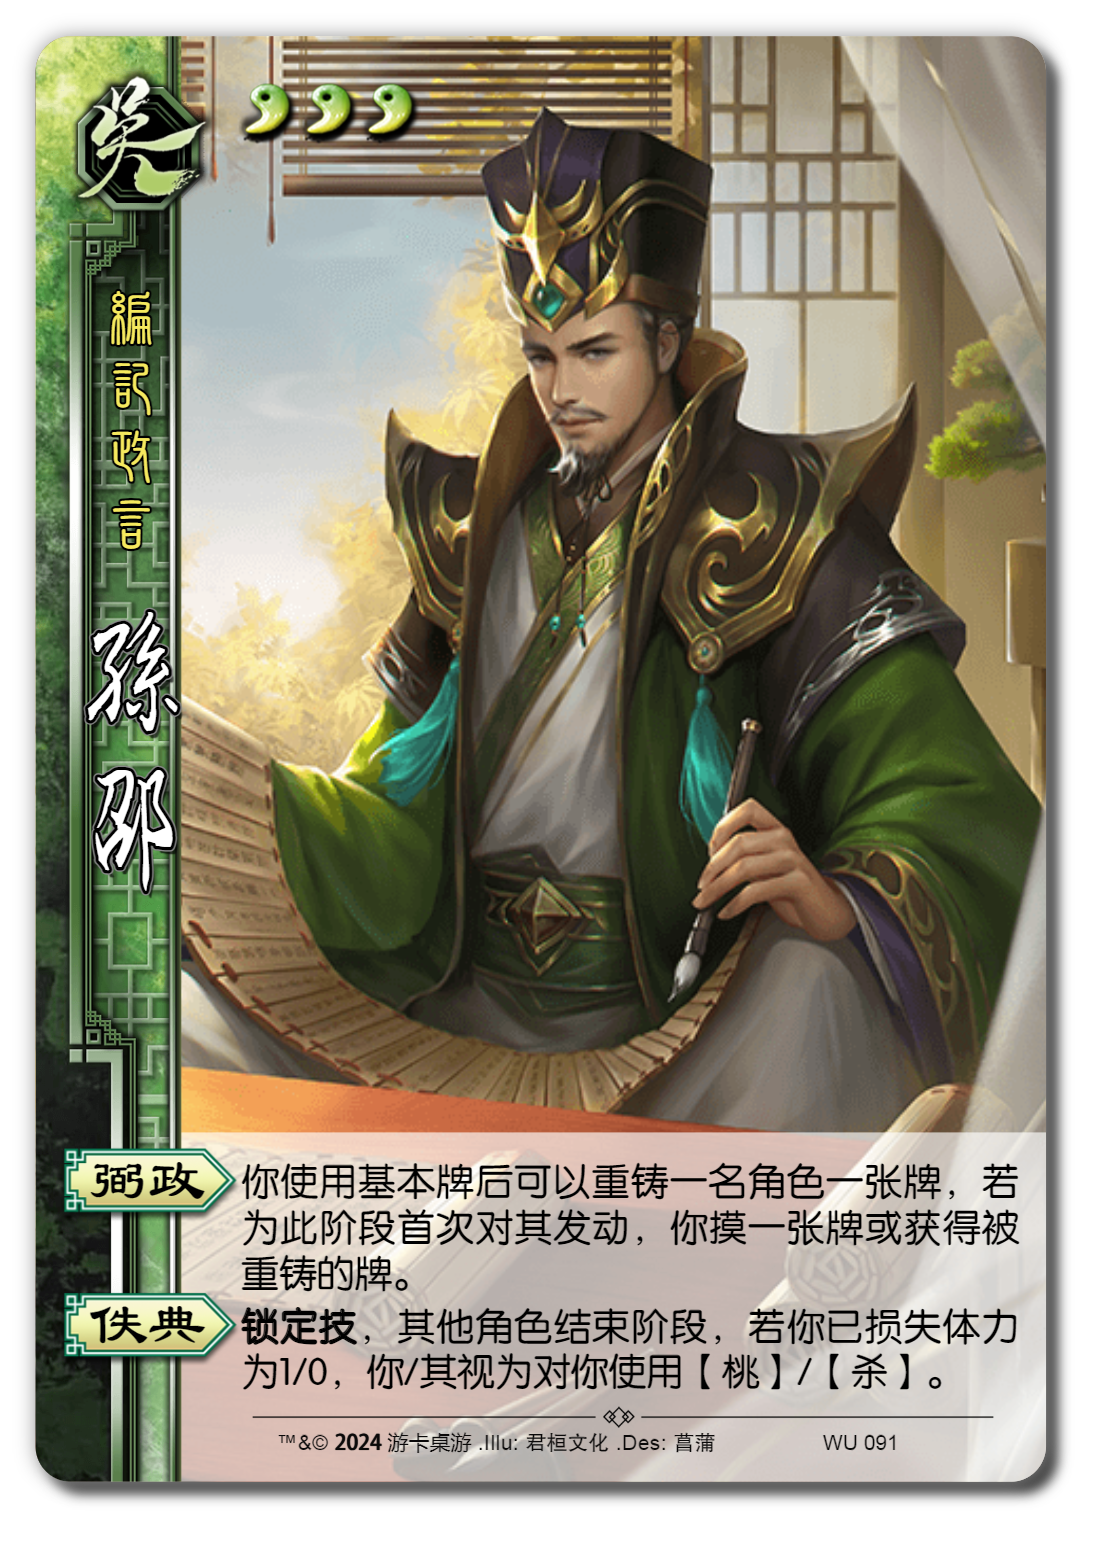 吴
編記政言
孫邵
弼政
你使用基本牌后可以重铸一名角色一张牌，若
为此阶段首次对其发动，你摸一张牌或获得被
重铸的牌。
佚典
锁定技，其他角色结束阶段，若你已损失体力
为1/0，你/其视为对你使用【桃】/【杀】。
™&© 2024 游卡桌游 .Illu: 君桓文化 .Des: 菖蒲
WU 091